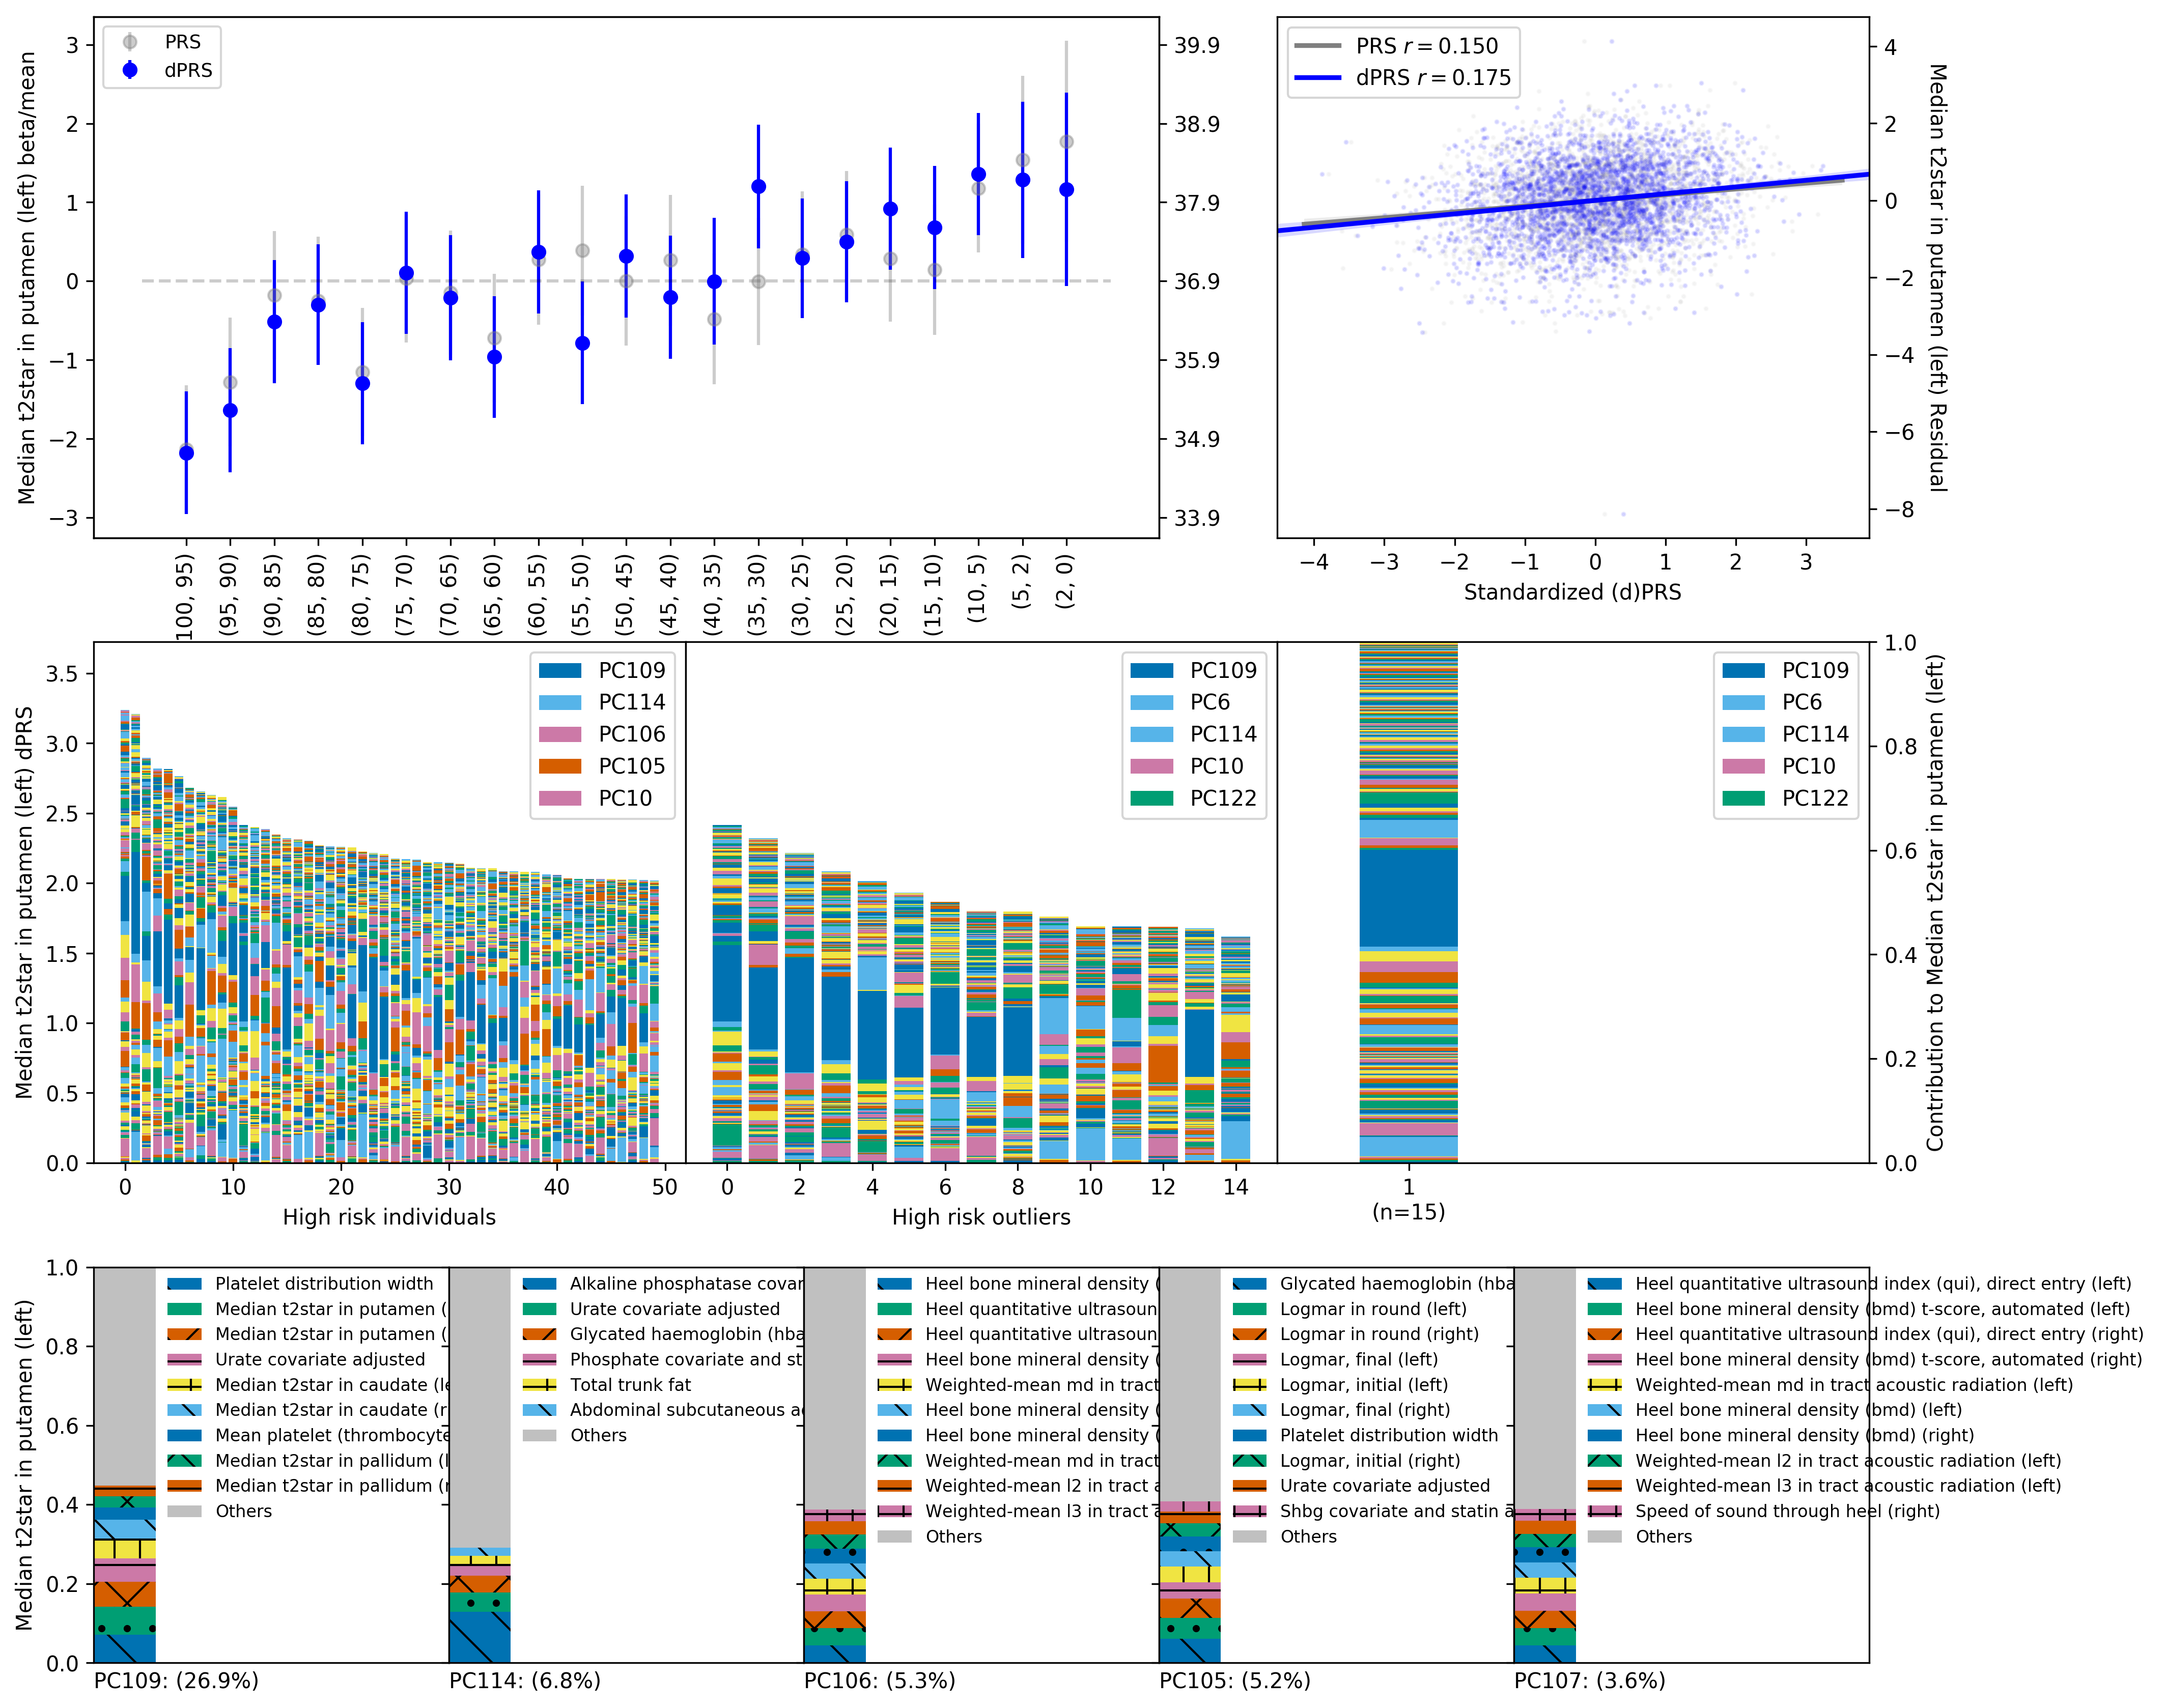 Median t2star in putamen (left) beta/mean
3
2
1
0
−1
−2
−3
PRS
dPRS
39.9
38.9
37.9
36.9
35.9
34.9
33.9
100, 95)
(95, 90)
(90, 85)
(85, 80)
(80, 75)
(75, 70)
(70, 65)
(65, 60)
(60, 55)
(55, 50)
(50, 45)
(45, 40)
(40, 35)
(35, 30)
(30, 25)
(25, 20)
(20, 15)
(15, 10)
(10, 5)
(5, 2)
(2, 0)
PRS r = 0.150
dPRS r = 0.175
4
2
0
−2
−4
−6
−8
Median t2star in putamen (left) Residual
−4 −3 −2 −1 0 1 2 3
Standardized (d)PRS
Median t2star in putamen (left) dPRS
3.5
3.0
2.5
2.0
1.5
1.0
0.5
0.0
PC109
PC114
PC106
PC105
PC10
0 10 20 30 40 50
High risk individuals
PC109
PC6
PC114
PC10
PC122
0 2 4 6 8 10 12 14
High risk outliers
PC109
PC6
PC114
PC10
PC122
1
(n=15)
1.0
0.8
0.6
0.4
0.2
0.0
Contribution to Median t2star in putamen (left)
Median t2star in putamen (left)
1.0
0.8
0.6
0.4
0.2
0.0
Platelet distribution width
Median t2star in putamen (
Median t2star in putamen (
Urate covariate adjusted
Median t2star in caudate (le
Median t2star in caudate (r
Mean platelet (thrombocyte
Median t2star in pallidum (l
Median t2star in pallidum (r
Others
PC109: (26.9%)
Alkaline phosphatase covar
Urate covariate adjusted
Glycated haemoglobin (hba
Phosphate covariate and st
Total trunk fat
Abdominal subcutaneous a
Others
PC114: (6.8%)
Heel bone mineral density (
Heel quantitative ultrasoun
Heel quantitative ultrasoun
Heel bone mineral density (
Weighted-mean md in tract
Heel bone mineral density (
Heel bone mineral density (
Weighted-mean md in tract
Weighted-mean l2 in tract a
Weighted-mean l3 in tract a
Others
PC106: (5.3%)
Glycated haemoglobin (hba
Logmar in round (left)
Logmar in round (right)
Logmar, final (left)
Logmar, initial (left)
Logmar, final (right)
Platelet distribution width
Logmar, initial (right)
Urate covariate adjusted
Shbg covariate and statin a
Others
PC105: (5.2%)
Heel quantitative ultrasound index (qui), direct entry (left)
Heel bone mineral density (bmd) t-score, automated (left)
Heel quantitative ultrasound index (qui), direct entry (right)
Heel bone mineral density (bmd) t-score, automated (right)
Weighted-mean md in tract acoustic radiation (left)
Heel bone mineral density (bmd) (left)
Heel bone mineral density (bmd) (right)
Weighted-mean l2 in tract acoustic radiation (left)
Weighted-mean l3 in tract acoustic radiation (left)
Speed of sound through heel (right)
Others
PC107: (3.6%)